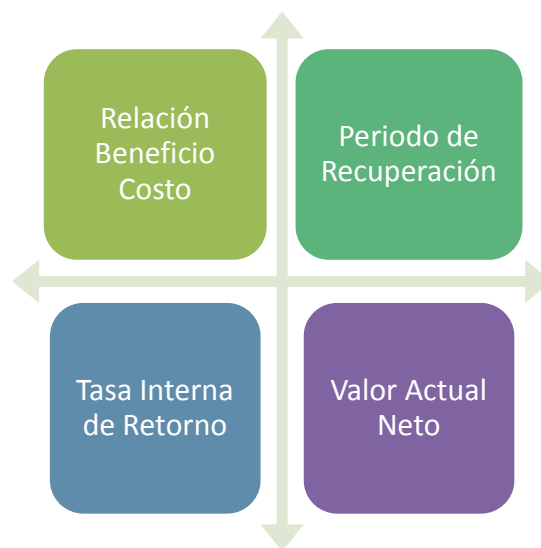 Relación
Beneficio
Costo
Periodo de
Recuperación
Tasa Interna
de Retorno
Valor Actual
Neto